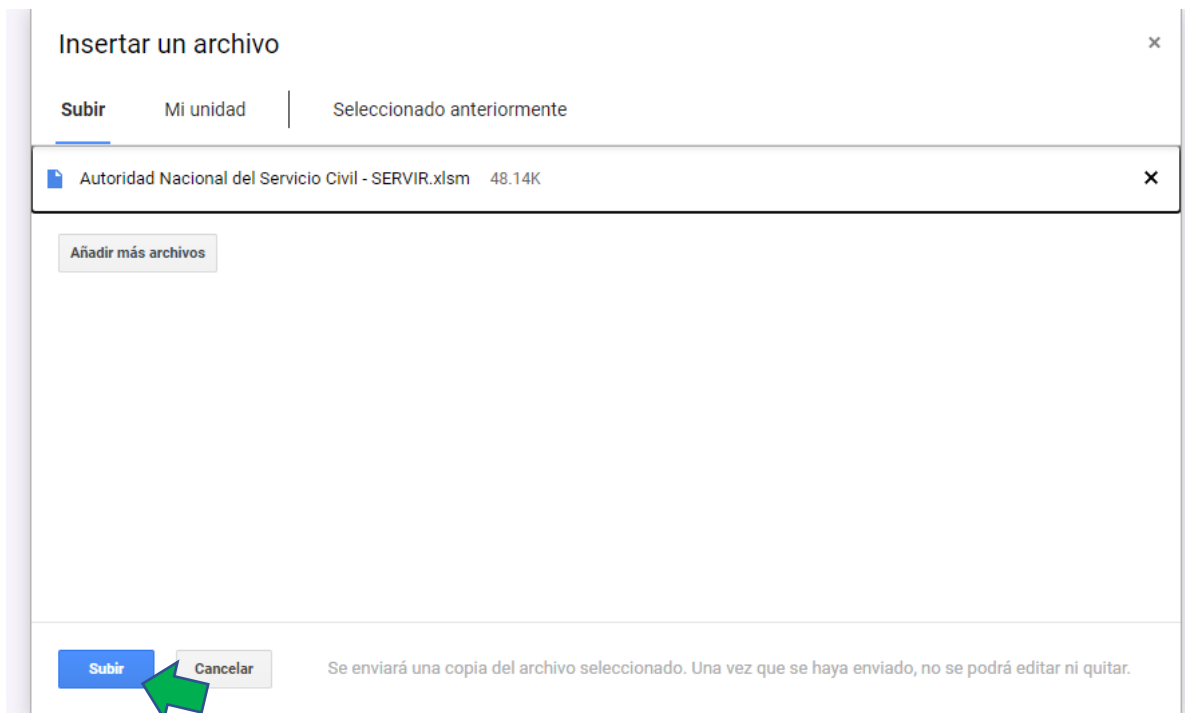 Insertar un archivo
Subir Mi unidad Seleccionado anteriormente
Autoridad Nacional del Servicio Civil - SERVIR.xlsm 48.14K
Añadir más archivos
Subir Cancelar Se enviará una copia del archivo seleccionado. Una vez que se haya enviado, no se podrá editar ni quitar.